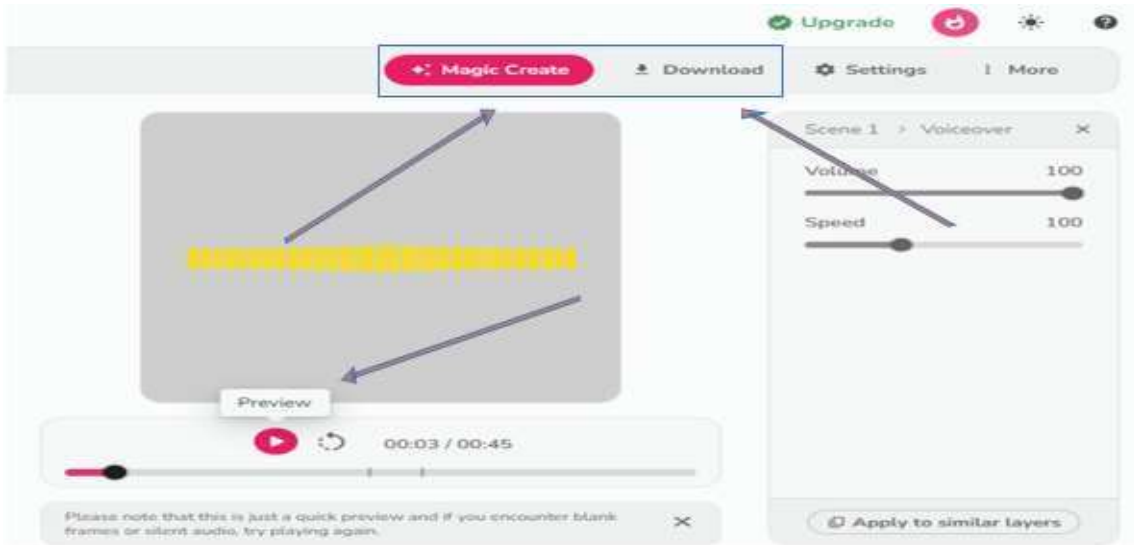 Upgrade
Magic Create Download Settings More
Scene 1 > Voiceover
Volume 100
Speed 100
Preview
00:03 / 00:45
Please note that this is just a quick preview and if you encounter blank
frames or silent audio, try playing again.
Apply to similar layers